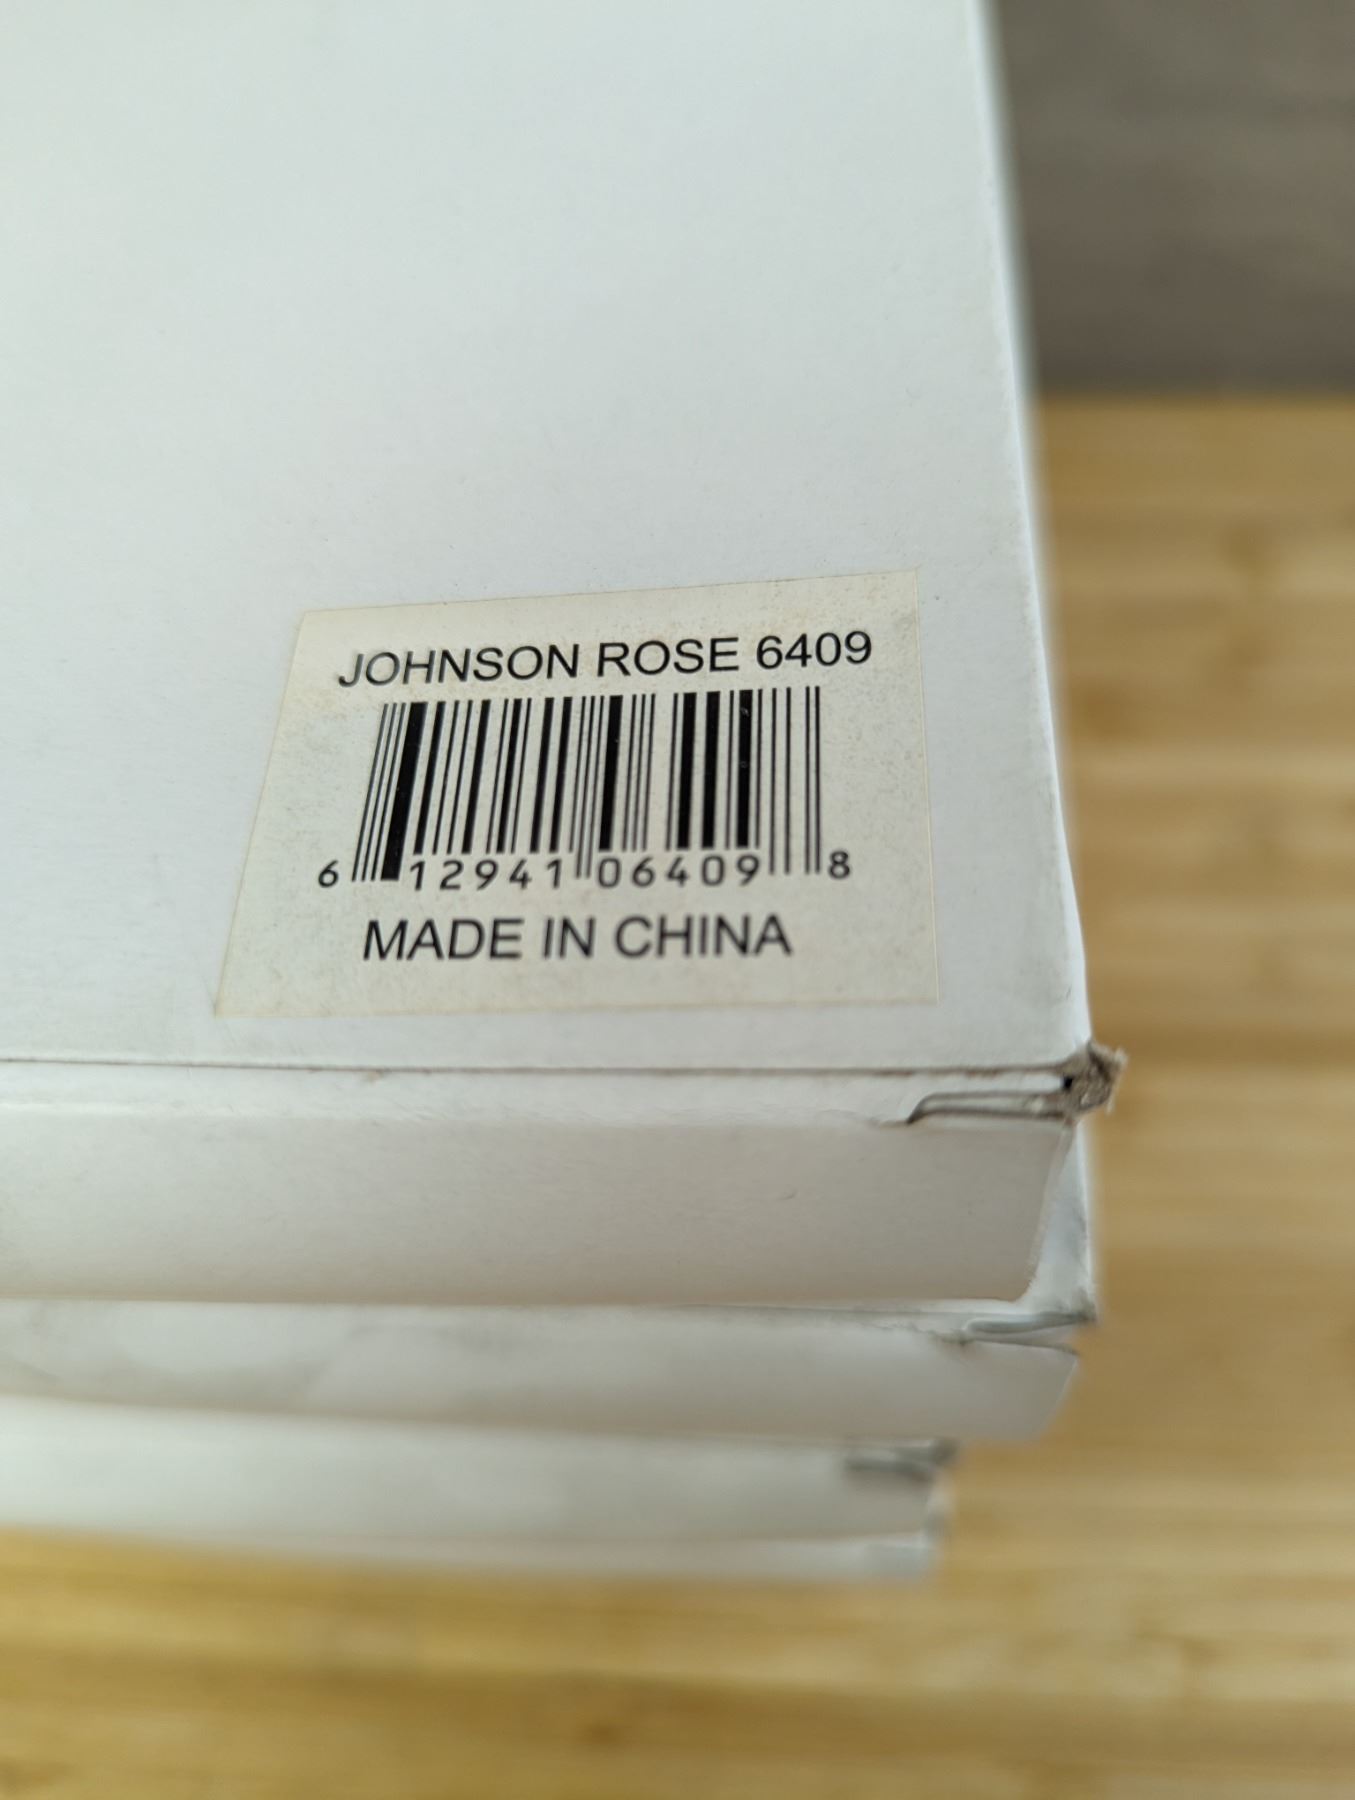 JOHNSON ROSE 6409
6 12941 06409 8
MADE IN CHINA